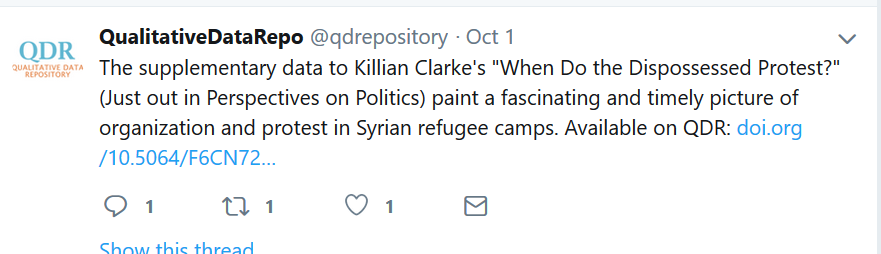 QDR
QUALITATIVE DATA
REPOSITORY
QualitativeDataRepo @qdrepository · Oct 1
The supplementary data to Killian Clarke's "When Do the Dispossessed Protest?"
(Just out in Perspectives on Politics) paint a fascinating and timely picture of
organization and protest in Syrian refugee camps. Available on QDR: doi.org
/10.5064/F6CN72…
1 1 1
Show this thread